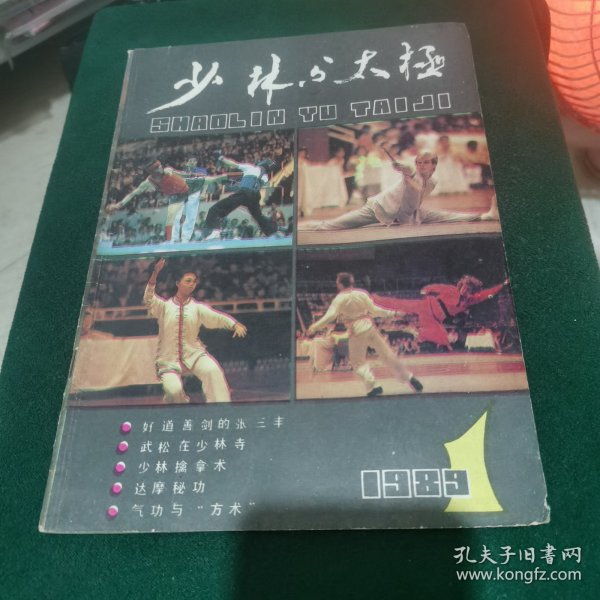 少林与太极
SHAOLIN YU TAIJI
好道善剑的张三丰
武松在少林寺
少林擒拿术
达摩秘功
气功与“方术”
1989
1
孔夫子旧书网
www.kongfz.com